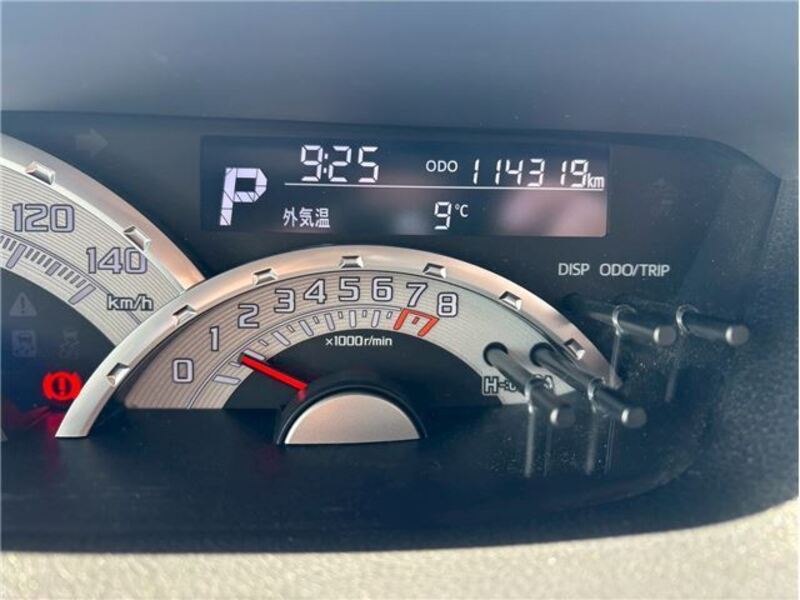 9:25 ODO 114319km
P
外気温 9℃
DISP ODO/TRIP
120
140
km/h
0 1 2 3 4 5 6 7 8
×1000r/min